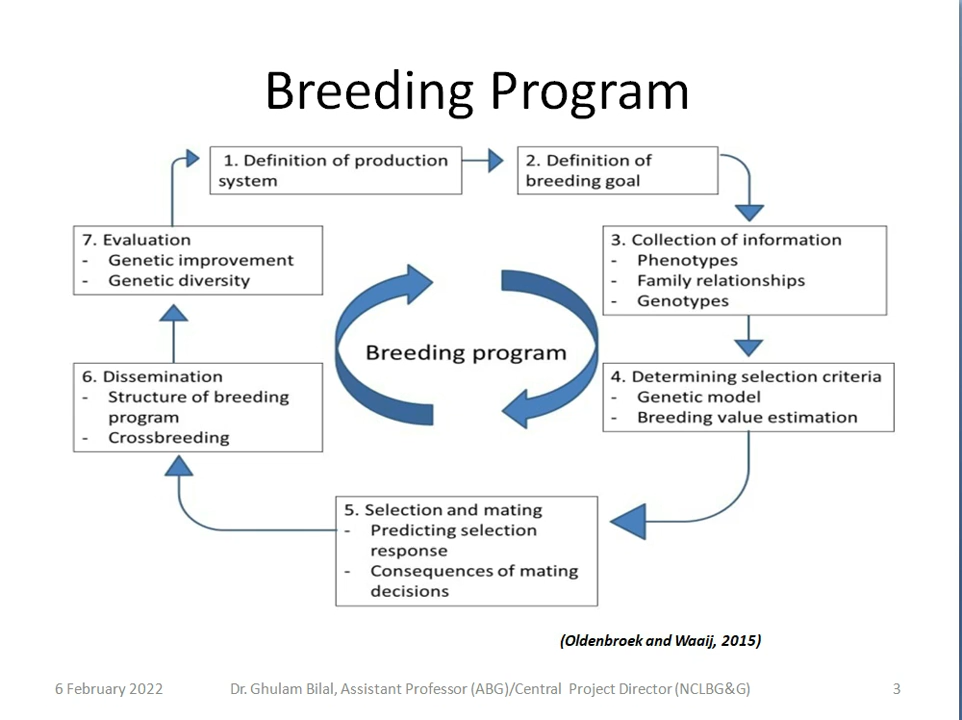 Breeding Program
1. Definition of production
system
2. Definition of
breeding goal
3. Collection of information
- Phenotypes
- Family relationships
- Genotypes
4. Determining selection criteria
- Genetic model
- Breeding value estimation
5. Selection and mating
- Predicting selection
response
- Consequences of mating
decisions
6. Dissemination
- Structure of breeding
program
- Crossbreeding
7. Evaluation
- Genetic improvement
- Genetic diversity
Breeding program
(Oldenbroek and Waaij, 2015)
6 February 2022
Dr. Ghulam Bilal, Assistant Professor (ABG)/Central Project Director (NCLBG&G)
3